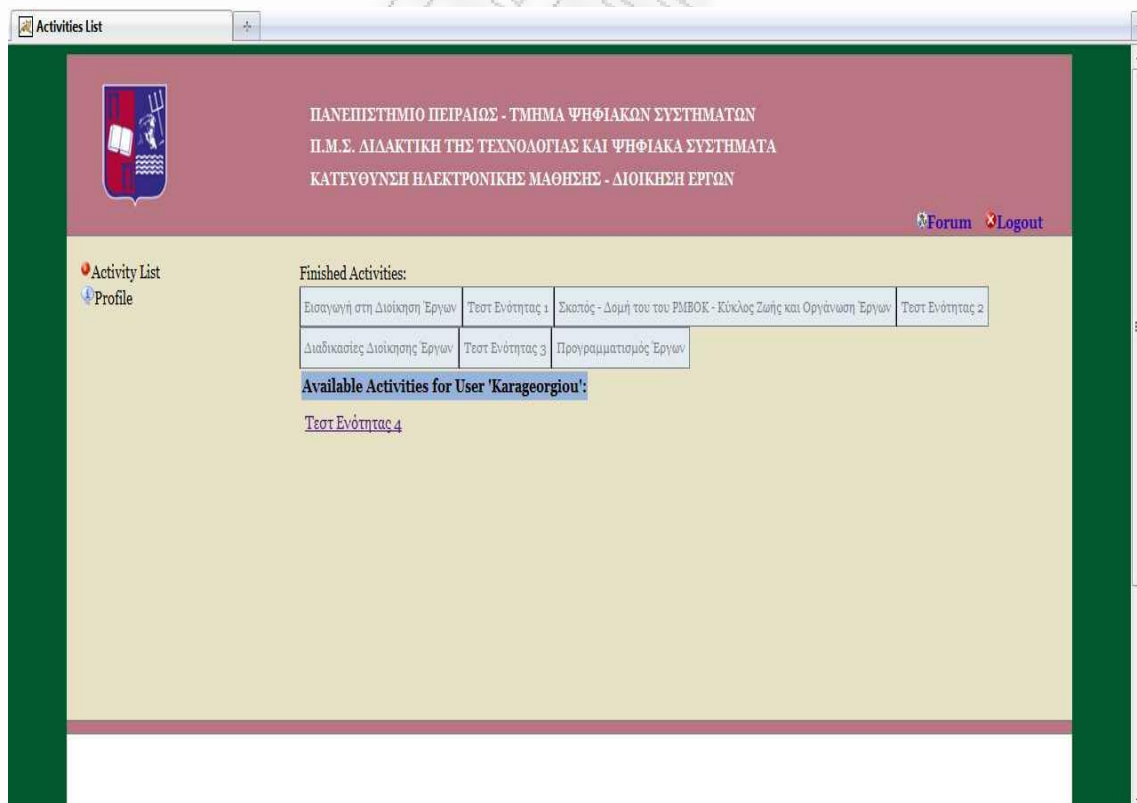 Activities List
ΠΑΝΕΠΙΣΤΗΜΙΟ ΠΕΙΡΑΙΩΣ - ΤΜΗΜΑ ΨΗΦΙΑΚΩΝ ΣΥΣΤΗΜΑΤΩΝ
Π.Μ.Σ. ΔΙΔΑΚΤΙΚΗ ΤΗΣ ΤΕΧΝΟΛΟΓΙΑΣ ΚΑΙ ΨΗΦΙΑΚΑ ΣΥΣΤΗΜΑΤΑ
ΚΑΤΕΥΘΥΝΣΗ ΗΛΕΚΤΡΟΝΙΚΗΣ ΜΑΘΗΣΗΣ - ΔΙΟΙΚΗΣΗ ΕΡΓΩΝ
Forum Logout
Activity List
Profile
Finished Activities:
Εισαγωγή στη Διοίκηση Έργων Τεστ Ενότητας 1 Σκοπός - Δομή του του PMBOK - Κύκλος Ζωής και Οργάνωση Έργων Τεστ Ενότητας 2
Διαδικασίες Διοίκησης Έργων Τεστ Ενότητας 3 Προγραμματισμός Έργων
Available Activities for User 'Karageorgiou':
Τεστ Ενότητας 4